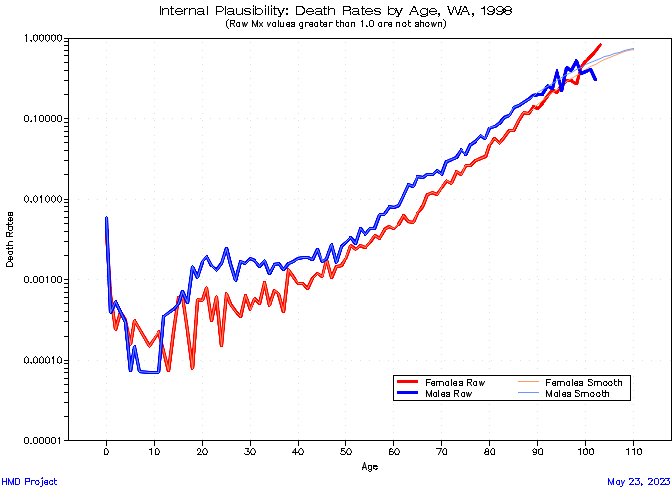 Internal Plausibility: Death Rates by Age, WA, 1998
(Raw Mx values greater than 1.0 are not shown)
1.00000
0.10000
0.01000
0.00100
0.00010
0.00001
Death Rates
0 10 20 30 40 50 60 70 80 90 100 110
Age
Females Raw Females Smooth
Males Raw Males Smooth
HMD Project May 23, 2023